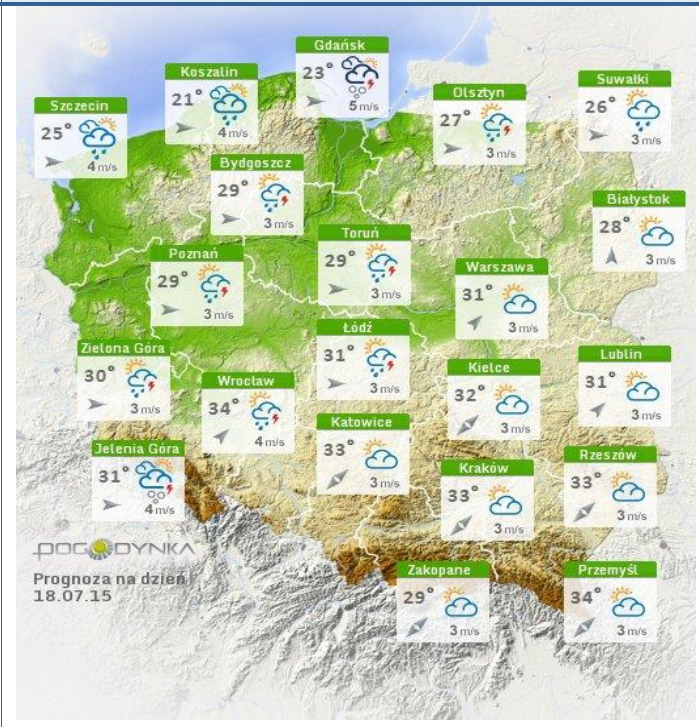 Gdańsk
23°
5 m/s
Koszalin
21°
4 m/s
Suwałki
26°
3 m/s
Olsztyn
27°
3 m/s
Szczecin
25°
4 m/s
Bydgoszcz
29°
3 m/s
Białystok
28°
3 m/s
Toruń
29°
3 m/s
Poznań
29°
3 m/s
Warszawa
31°
3 m/s
Łódź
31°
3 m/s
Zielona Góra
30°
3 m/s
Lublin
31°
3 m/s
Kielce
32°
3 m/s
Wrocław
34°
4 m/s
Katowice
33°
3 m/s
Jelenia Góra
31°
4 m/s
Rzeszów
33°
3 m/s
Kraków
33°
3 m/s
POGODYNKA
Prognoza na dzień
18.07.15
Zakopane
29°
3 m/s
Przemyśl
34°
3 m/s